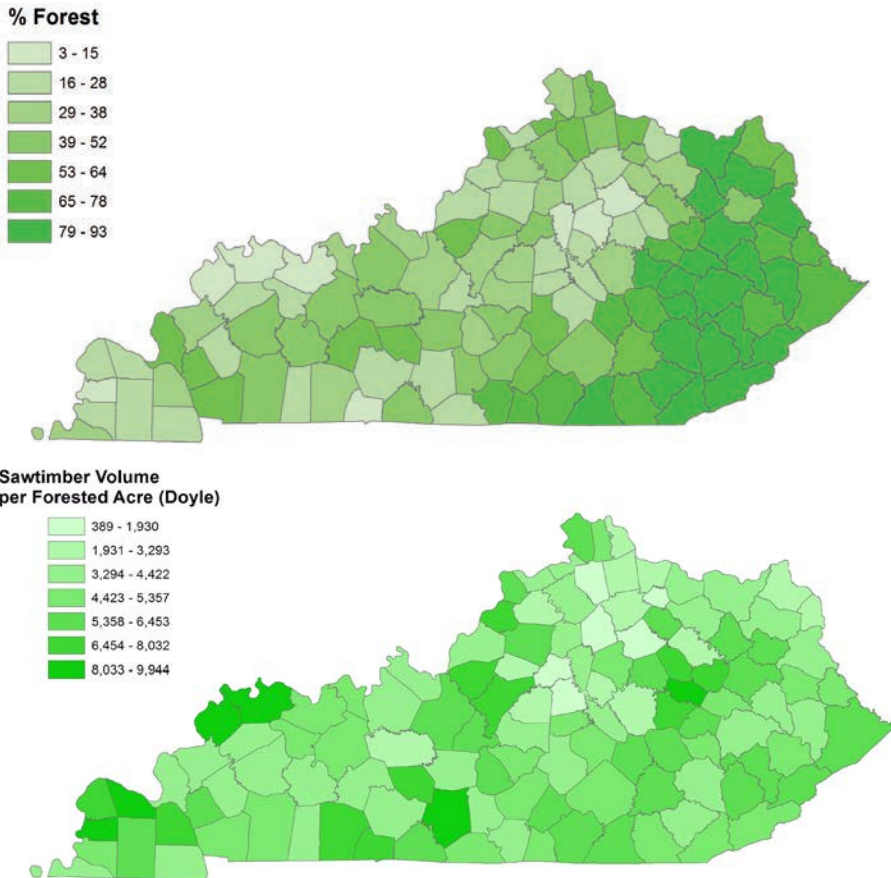 % Forest
3 - 15
16 - 28
29 - 38
39 - 52
53 - 64
65 - 78
79 - 93
Sawtimber Volume
per Forested Acre (Doyle)
389 - 1,930
1,931 - 3,293
3,294 - 4,422
4,423 - 5,357
5,358 - 6,453
6,454 - 8,032
8,033 - 9,944